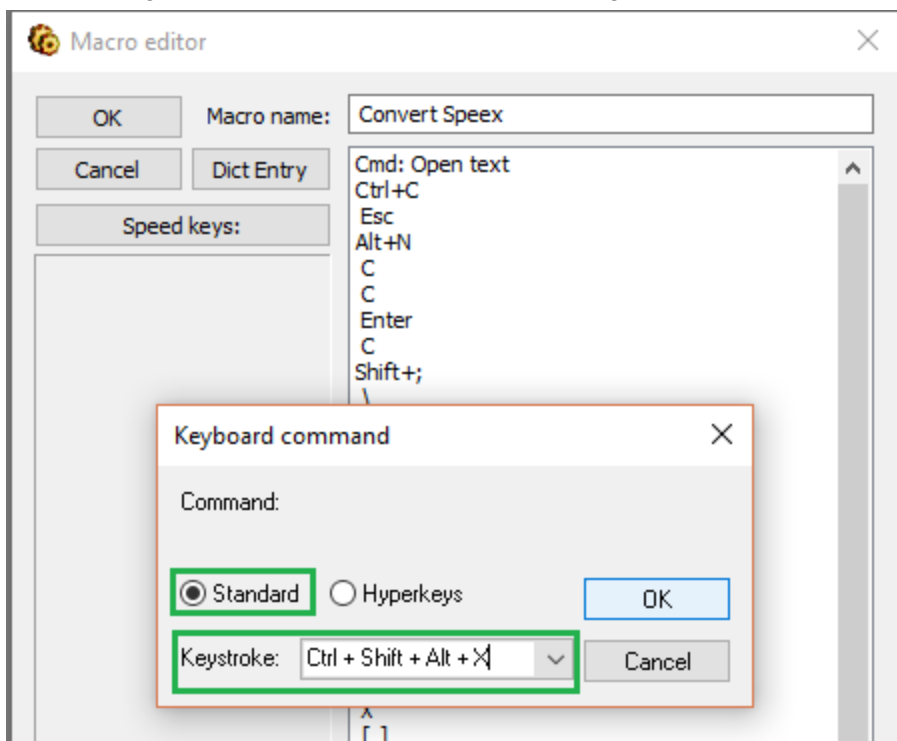 Macro editor
OK
Macro name:
Convert Speex
Cancel
Dict Entry
Speed keys:
Cmd: Open text
Ctrl+C
Esc
Alt+N
C
C
Enter
C
Shift+;
\
Keyboard command
Command:
Standard
Hyperkeys
OK
Keystroke:
Ctrl + Shift + Alt + X
Cancel
X